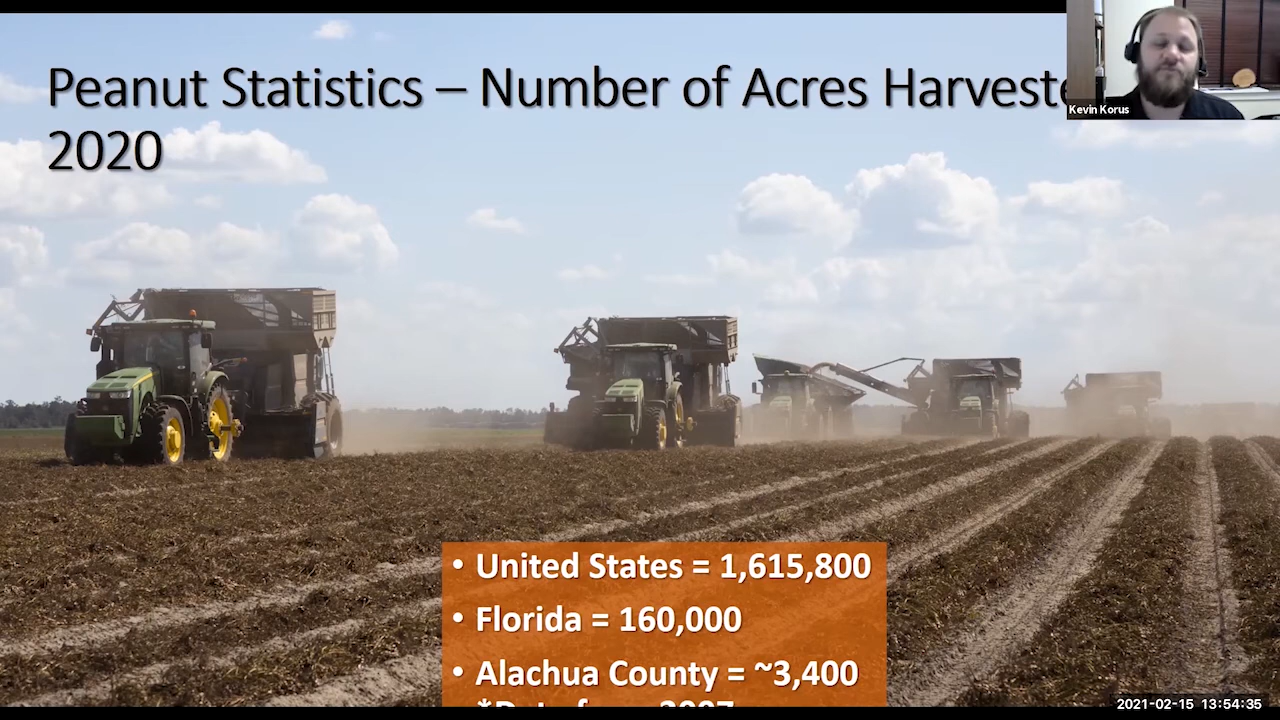 Peanut Statistics – Number of Acres Harveste
2020
Kevin Korus
• United States = 1,615,800
• Florida = 160,000
• Alachua County = ~3,400
2021-02-15 13:54:35